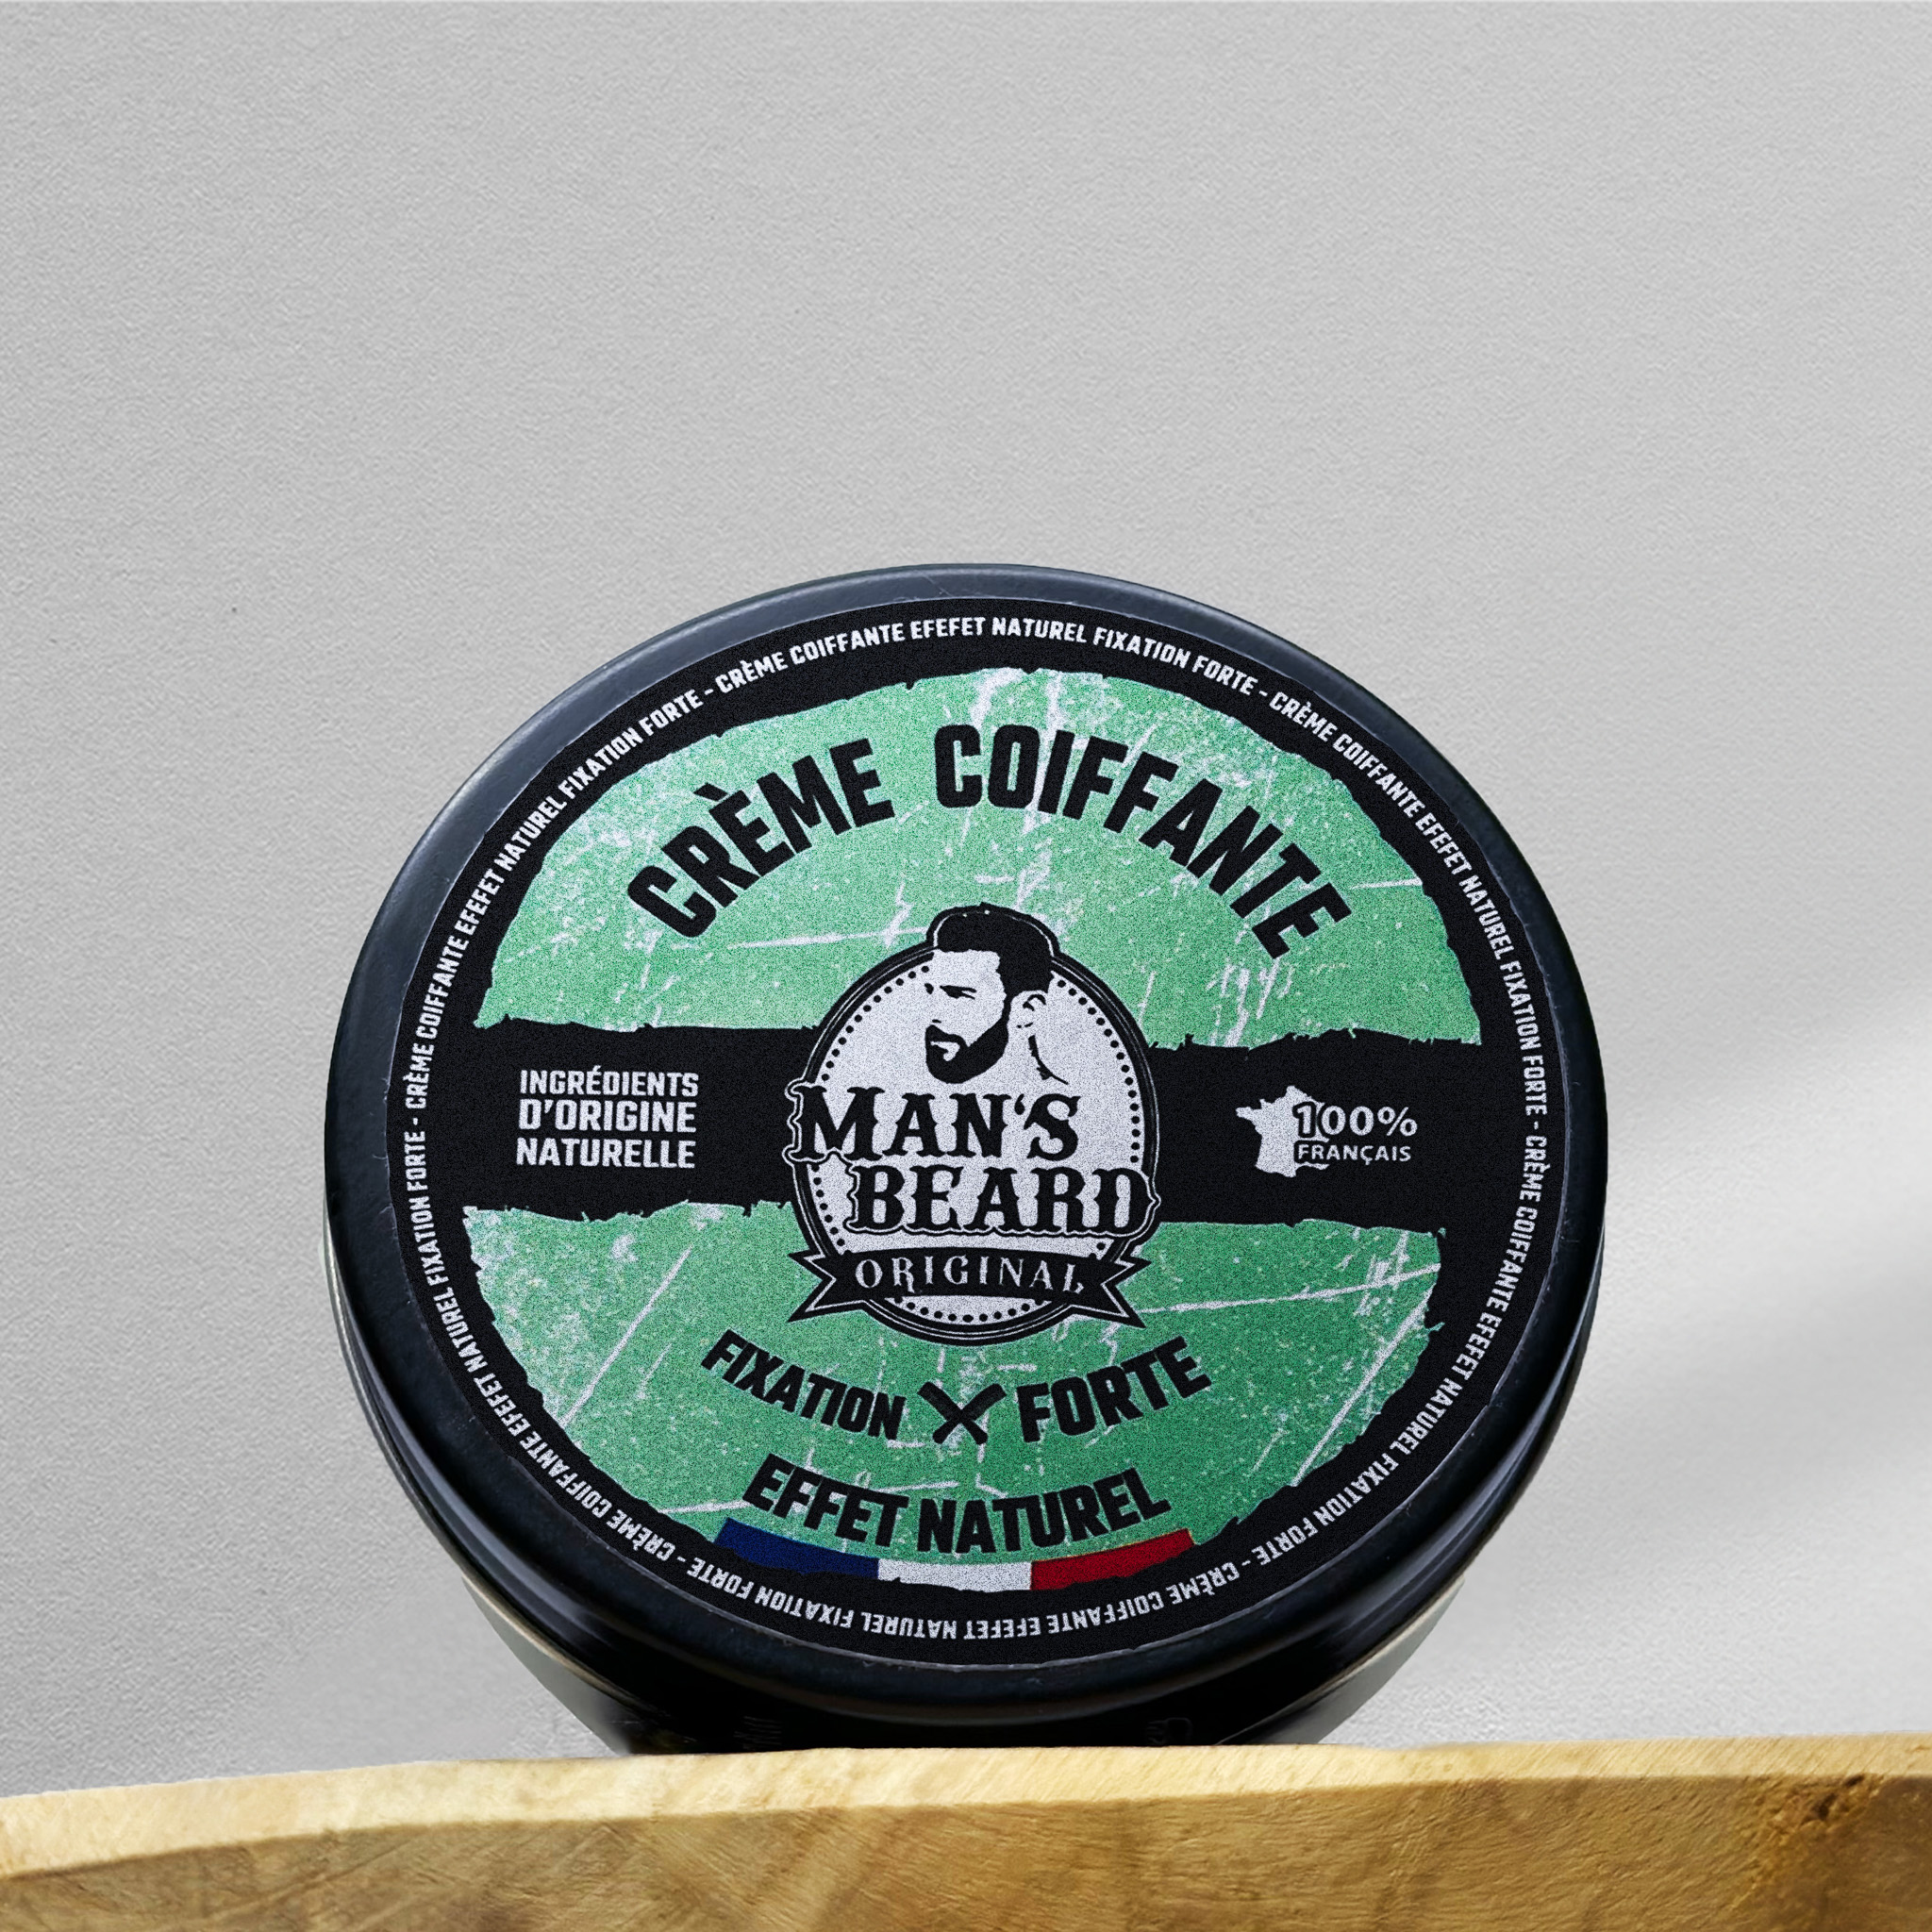 CRÈME COIFFANTE EFEFET NATUREL FIXATION FORTE - CRÈME COIFFANTE EFEFET NATUREL FIXATION FORTE - CRÈME COIFFANTE EFEFET NATUREL FIXATION FORTE - CRÈME COIFFANTE EFEFET NATUREL FIXATION FORTE - CRÈME COIFFANTE EFEFET NATUREL FIXATION FORTE -
CRÈME COIFFANTE
INGRÉDIENTS
D'ORIGINE
NATURELLE
MAN'S
BEARD
ORIGINAL
100%
FRANÇAIS
FIXATION FORTE
EFFET NATUREL